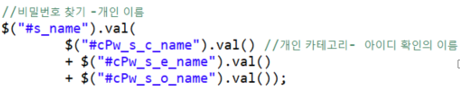 //비밀번호 찾기 -개인 이름
$("#s_name").val(
$("#cPw_s_c_name").val() //개인 카테고리- 아이디 확인의 이름
+ $("#cPw_s_e_name").val()
+ $("#cPw_s_o_name").val());